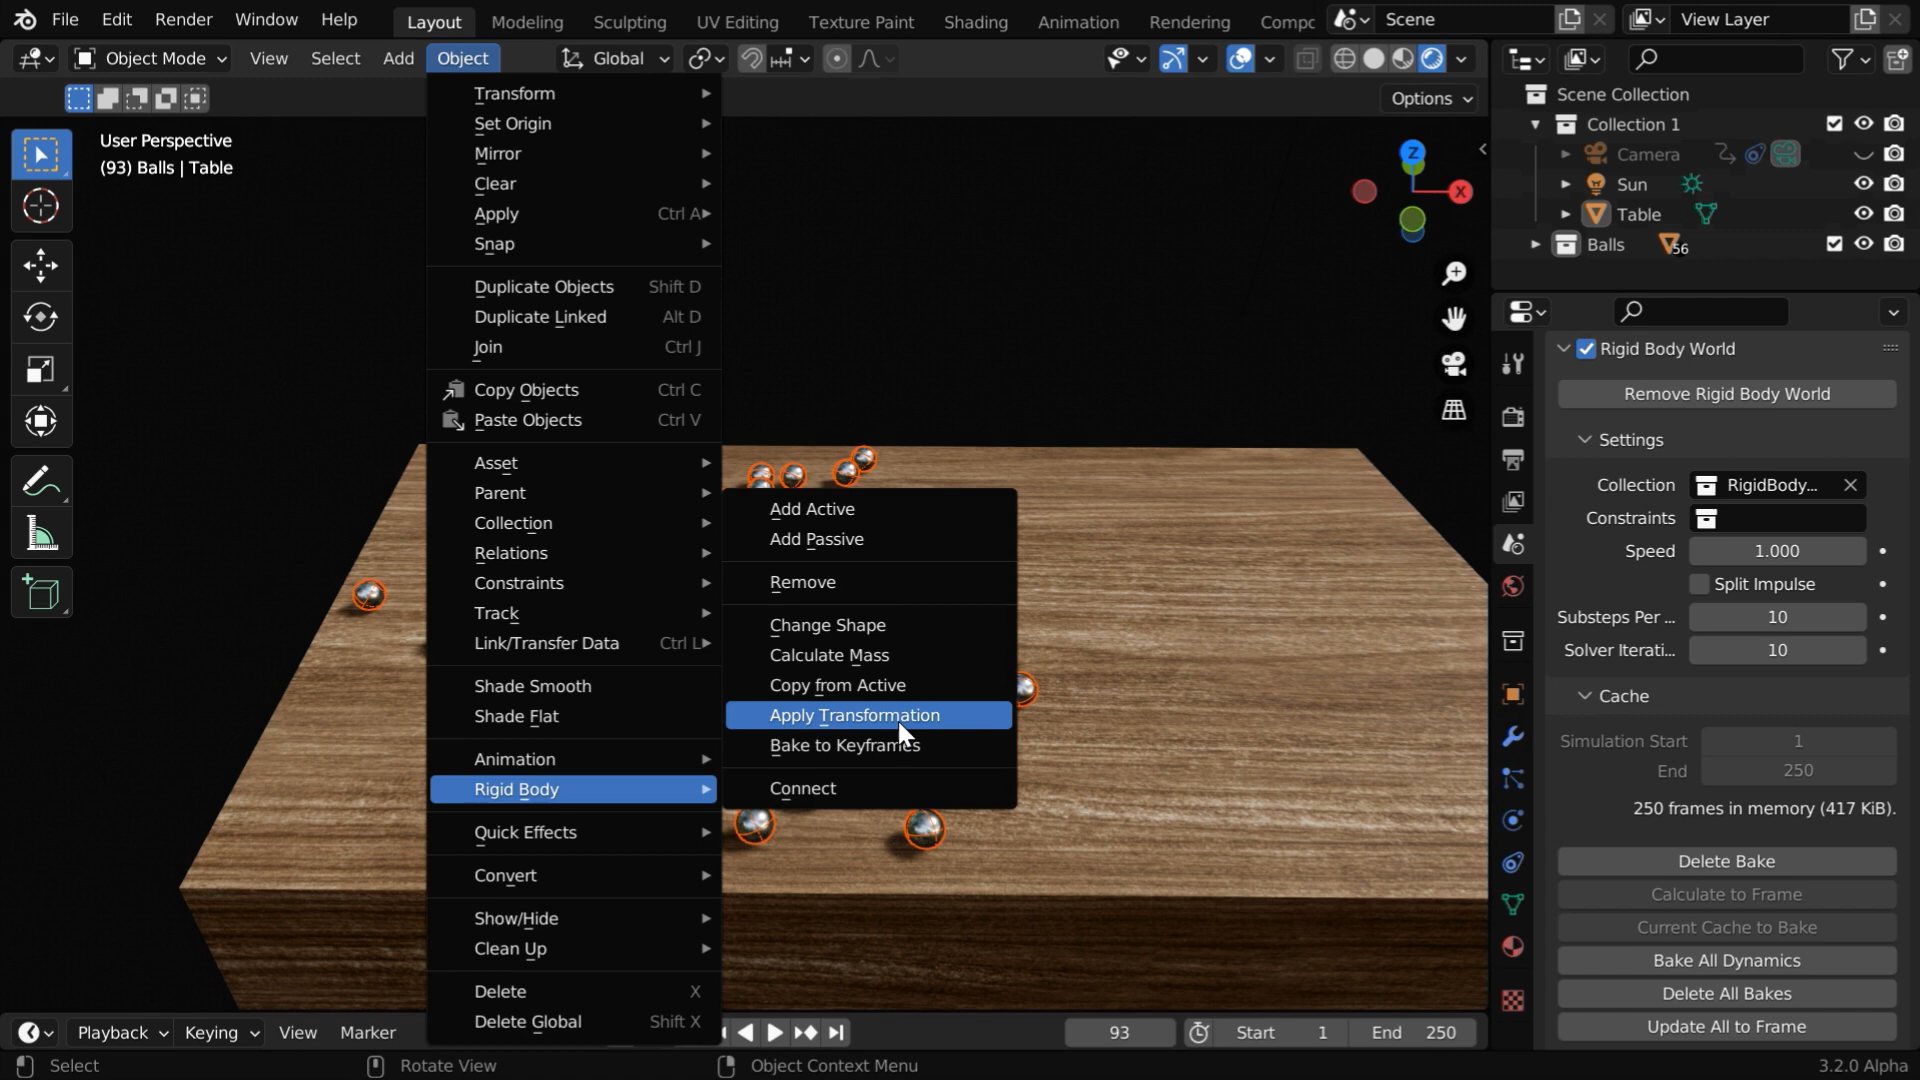 File Edit Render Window Help Layout Modeling Sculpting UV Editing Texture Paint Shading Animation Rendering Compc Scene View Layer
Object Mode View Select Add Object Global
Options
User Perspective
(93) Balls | Table
Transform
Set Origin
Mirror
Clear
Apply Ctrl A
Snap
Duplicate Objects Shift D
Duplicate Linked Alt D
Join Ctrl J
Copy Objects Ctrl C
Paste Objects Ctrl V
Asset
Parent
Collection
Relations
Constraints
Track
Link/Transfer Data Ctrl L
Shade Smooth
Shade Flat
Animation
Rigid Body
Quick Effects
Convert
Show/Hide
Clean Up
Delete X
Delete Global Shift X
Add Active
Add Passive
Remove
Change Shape
Calculate Mass
Copy from Active
Apply Transformation
Bake to Keyframes
Connect
Z
X
Scene Collection
Collection 1
Camera
Sun
Table
Balls 56
Rigid Body World
Remove Rigid Body World
Settings
Collection RigidBody...
Constraints
Speed 1.000
Split Impulse
Substeps Per ... 10
Solver Iterati... 10
Cache
Simulation Start 1
End 250
250 frames in memory (417 KiB).
Delete Bake
Calculate to Frame
Current Cache to Bake
Bake All Dynamics
Delete All Bakes
Update All to Frame
Playback Keying View Marker 93 Start 1 End 250
Select Rotate View Object Context Menu 3.2.0 Alpha